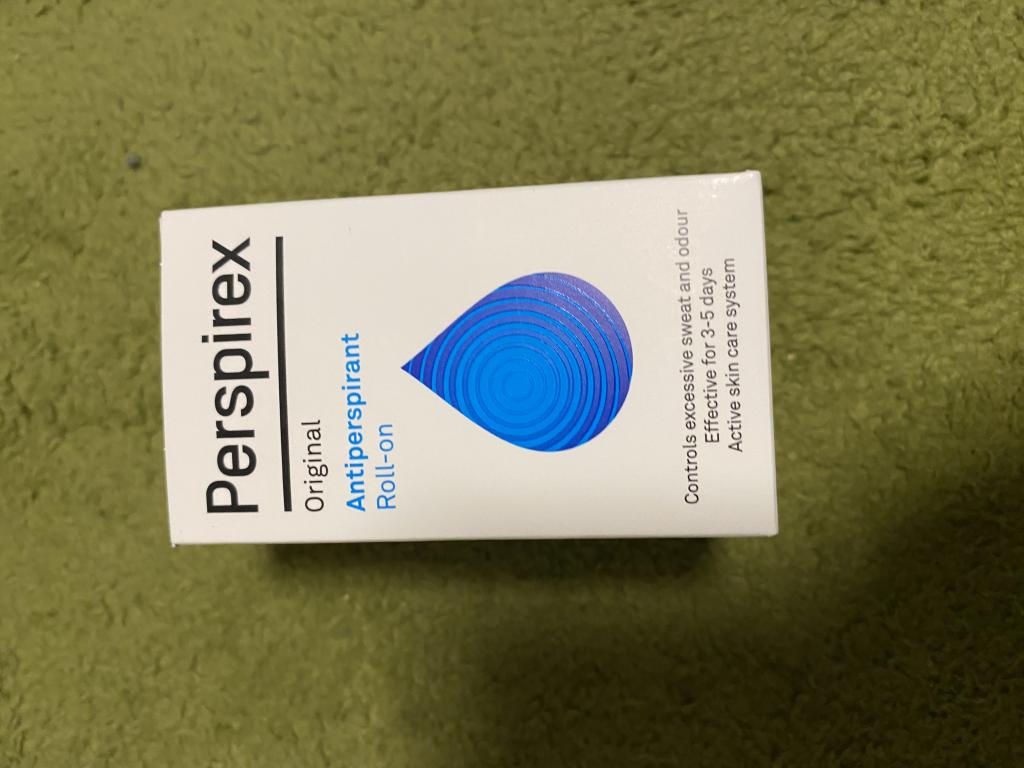 Perspirex
Original
Antiperspirant
Roll-on
Controls excessive sweat and odour
Effective for 3-5 days
Active skin care system